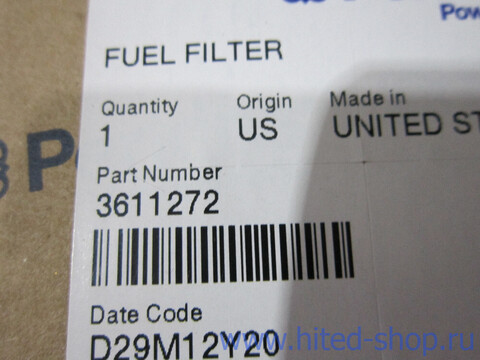 Pow
FUEL FILTER
Quantity Origin Made in
1 US UNITED ST
Part Number
3611272
Date Code
D29M12Y20
www.hited-shop.ru